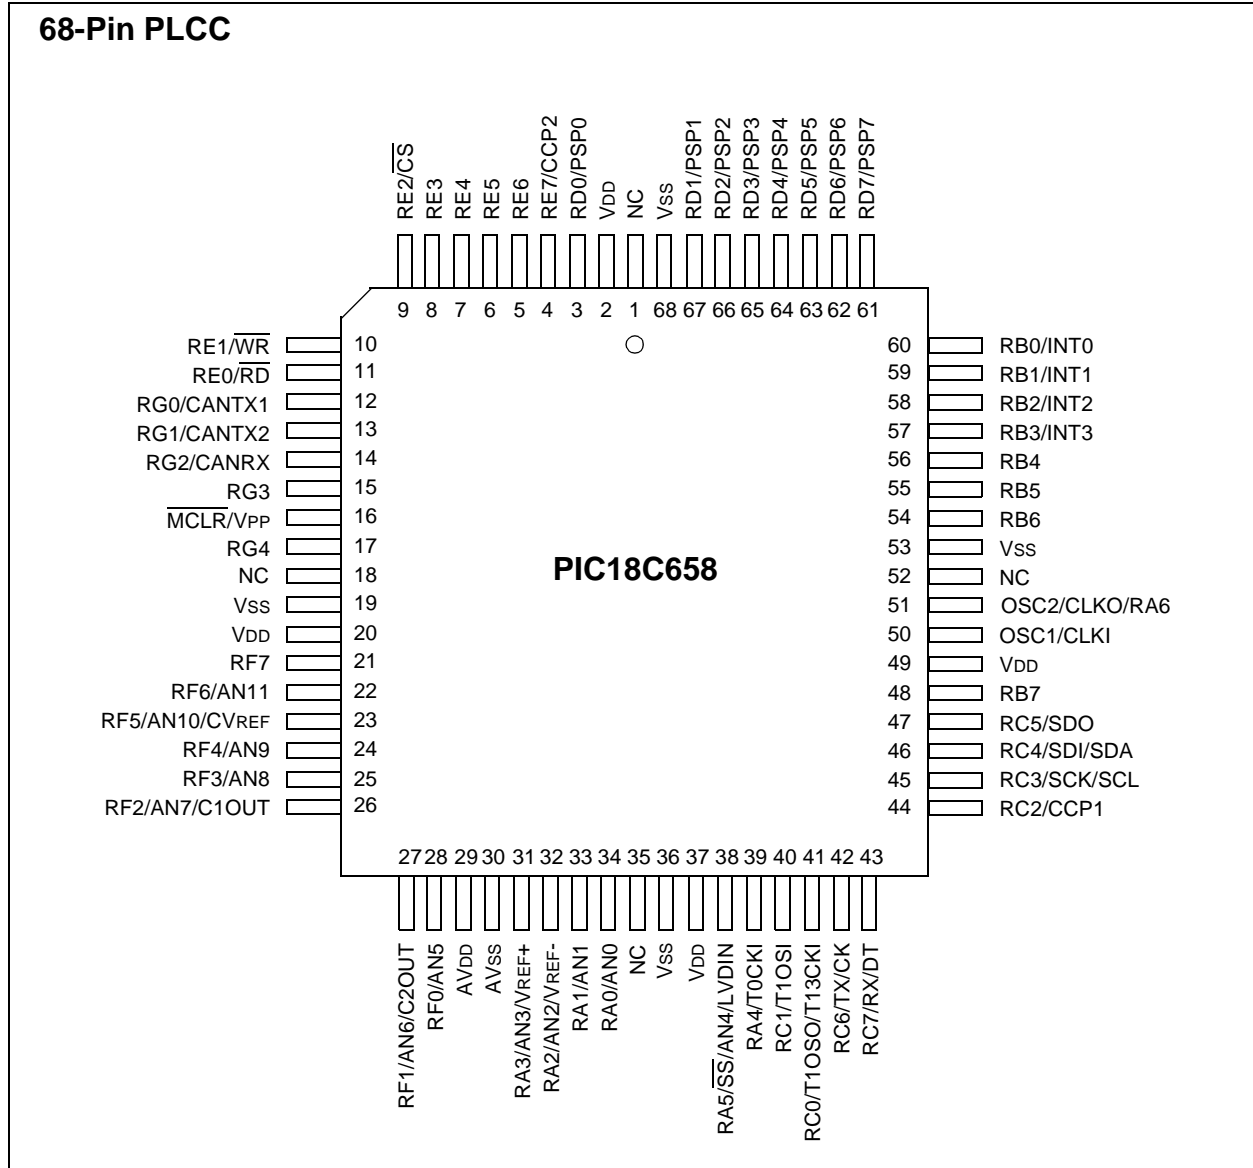 68-Pin PLCC
RE2/CS
RE3
RE4
RE5
RE6
RE7/CCP2
RD0/PSP0
VDD
NC
VSS
RD1/PSP1
RD2/PSP2
RD3/PSP3
RD4/PSP4
RD5/PSP5
RD6/PSP6
RD7/PSP7
9 8 7 6 5 4 3 2 1 68 67 66 65 64 63 62 61
RE1/WR 10
RE0/RD 11
RG0/CANTX1 12
RG1/CANTX2 13
RG2/CANRX 14
RG3 15
MCLR/VPP 16
RG4 17
NC 18
VSS 19
VDD 20
RF7 21
RF6/AN11 22
RF5/AN10/CVREF 23
RF4/AN9 24
RF3/AN8 25
RF2/AN7/C1OUT 26
PIC18C658
60 RB0/INT0
59 RB1/INT1
58 RB2/INT2
57 RB3/INT3
56 RB4
55 RB5
54 RB6
53 VSS
52 NC
51 OSC2/CLKO/RA6
50 OSC1/CLKI
49 VDD
48 RB7
47 RC5/SDO
46 RC4/SDI/SDA
45 RC3/SCK/SCL
44 RC2/CCP1
27 28 29 30 31 32 33 34 35 36 37 38 39 40 41 42 43
RF1/AN6/C2OUT
RF0/AN5
AVDD
AVSS
RA3/AN3/VREF+
RA2/AN2/VREF-
RA1/AN1
RA0/AN0
NC
VSS
VDD
RA5/SS/AN4/LVDIN
RA4/T0CKI
RC1/T1OSI
RC0/T1OSO/T13CKI
RC6/TX/CK
RC7/RX/DT